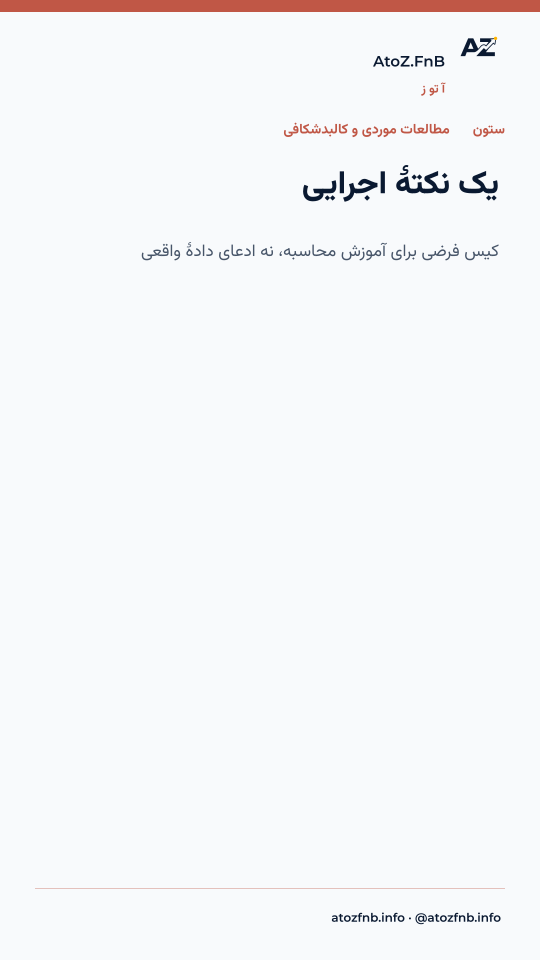 AZ
AtoZ.FnB
آ تو ز
ستون مطالعات موردی و کالبدشکافی
یک نکتهٔ اجرایی
کیس فرضی برای آموزش محاسبه، نه ادعای دادهٔ واقعی
atozfnb.info · @atozfnb.info